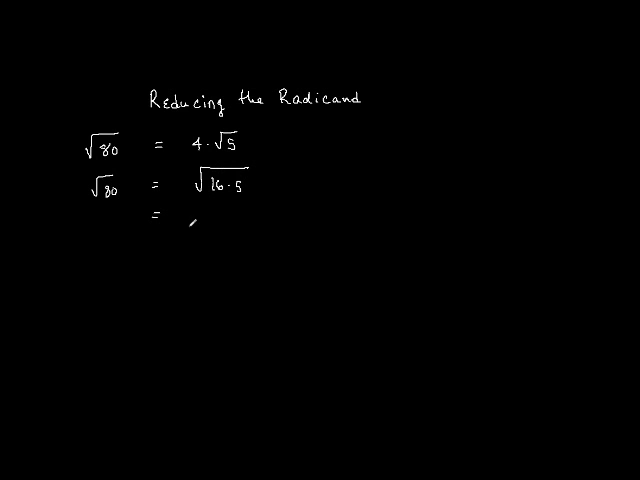 Reducing the Radicand
√80 = 4·√5
√80 = √16·5
=